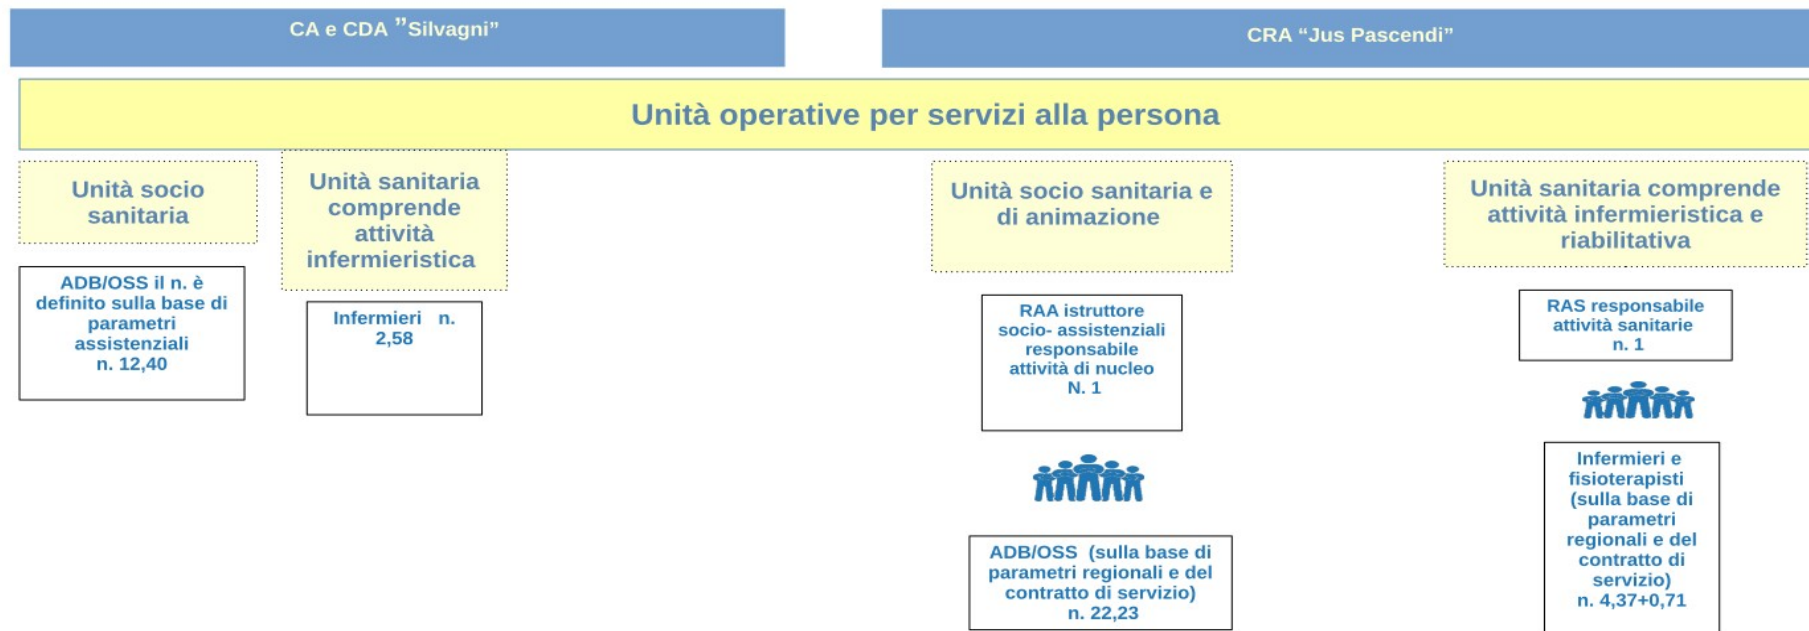 CA e CDA ”Silvagni”
CRA “Jus Pascendi”
Unità operative per servizi alla persona
Unità socio
sanitaria
ADB/OSS il n. è
definito sulla base di
parametri
assistenziali
n. 12,40
Unità sanitaria
comprende
attività
infermieristica
Infermieri n.
2,58
Unità socio sanitaria e
di animazione
RAA istruttore
socio- assistenziali
responsabile
attività di nucleo
N. 1
ADB/OSS (sulla base di
parametri regionali e del
contratto di servizio)
n. 22,23
Unità sanitaria comprende
attività infermieristica e
riabilitativa
RAS responsabile
attività sanitarie
n. 1
Infermieri e
fisioterapisti
(sulla base di
parametri
regionali e del
contratto di
servizio)
n. 4,37+0,71